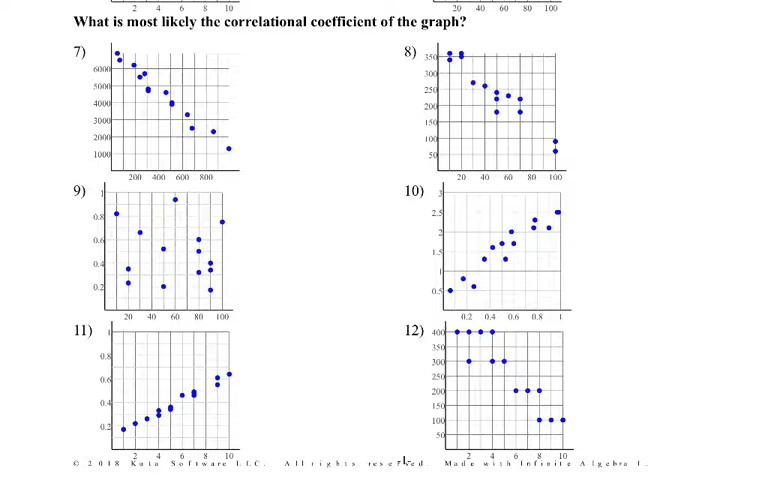 2 4 6 8 10 20 40 60 80 100
What is most likely the correlational coefficient of the graph?
7) 8)
6000 5000 4000 3000 2000 1000
200 400 600 800
350 300 250 200 150 100 50
20 40 60 80 100
9) 10)
1 0.8 0.6 0.4 0.2
20 40 60 80 100
3 2.5 2 1.5 1 0.5
0.2 0.4 0.6 0.8 1
11) 12)
1 0.8 0.6 0.4 0.2
2 4 6 8 10
400 350 300 250 200 150 100 50
2 4 6 8 10
© 2018 Kuta Software LLC. All rights reserved. -1- Made with Infinite Algebra 1.